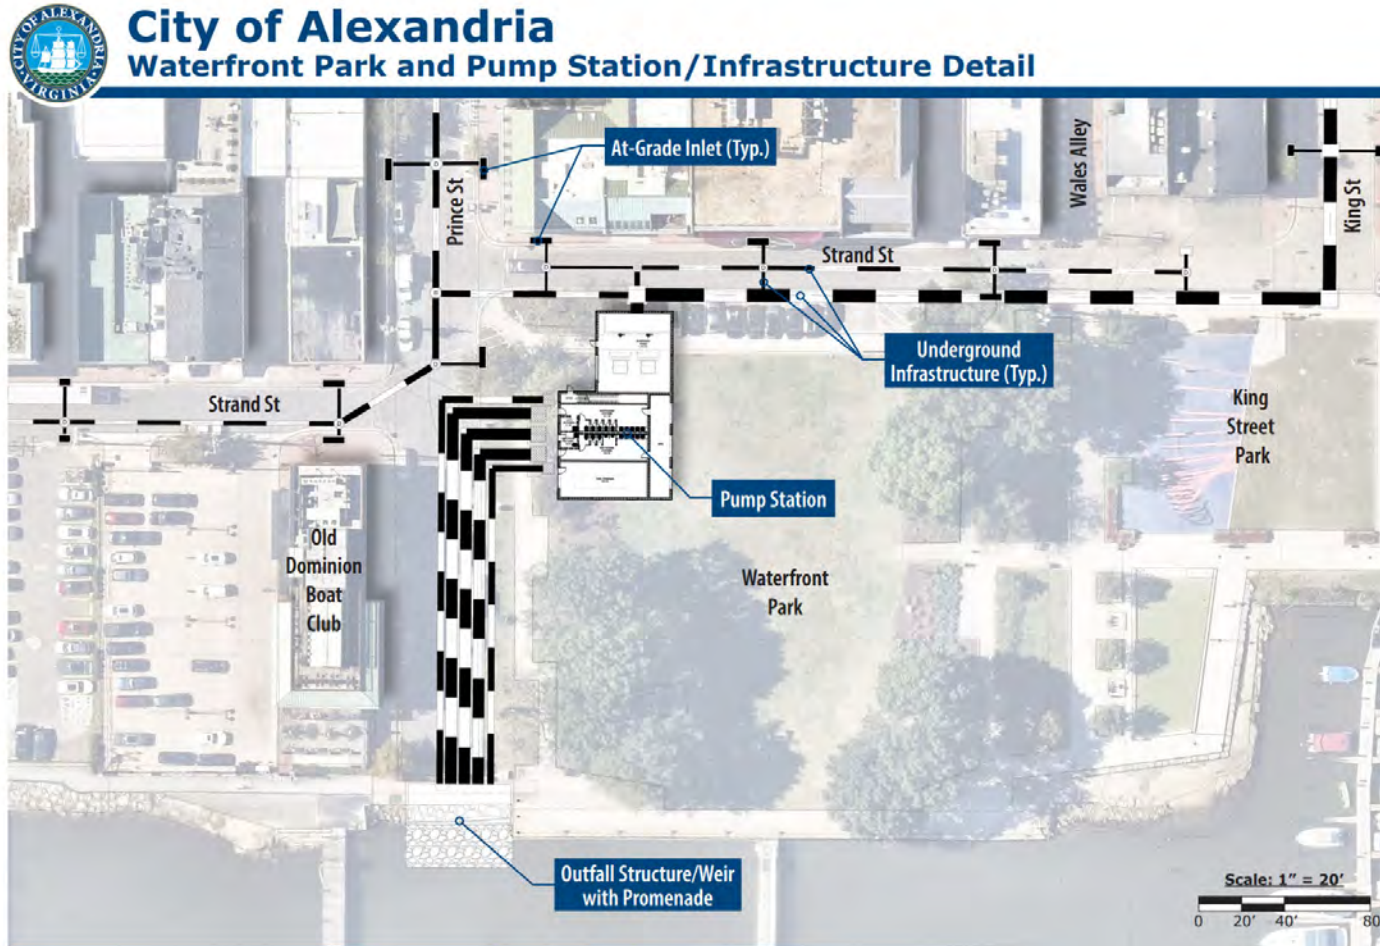 CITY OF ALEXANDRIA
VIRGINIA
City of Alexandria
Waterfront Park and Pump Station/Infrastructure Detail
At-Grade Inlet (Typ.)
Prince St
Wales Alley
King St
Strand St
Underground
Infrastructure (Typ.)
Strand St
King
Street
Park
Pump Station
Old
Dominion
Boat
Club
Waterfront
Park
Outfall Structure/Weir
with Promenade
Scale: 1" = 20'
0 20' 40' 80